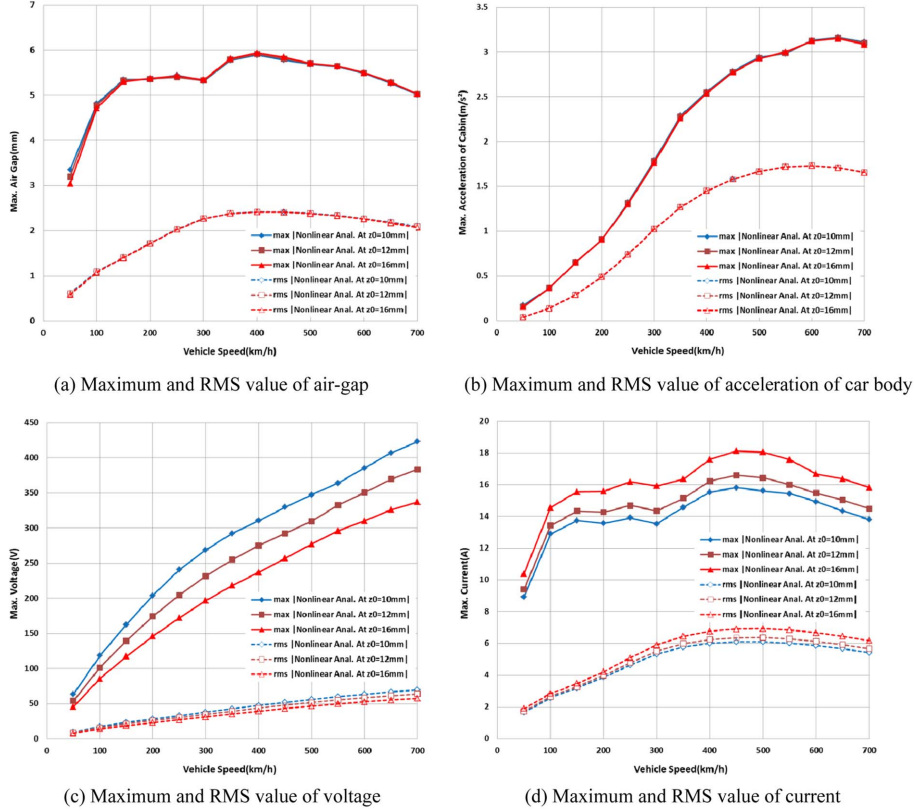 7
6
5
4
3
2
1
0
Max. Air Gap(mm)
max |Nonlinear Anal. At z0=10mm|
max |Nonlinear Anal. At z0=12mm|
max |Nonlinear Anal. At z0=16mm|
rms |Nonlinear Anal. At z0=10mm|
rms |Nonlinear Anal. At z0=12mm|
rms |Nonlinear Anal. At z0=16mm|
0 100 200 300 400 500 600 700
Vehicle Speed(km/h)
(a) Maximum and RMS value of air-gap
3.5
3
2.5
2
1.5
1
0.5
0
Max. Acceleration of Cabin(m/s²)
max |Nonlinear Anal. At z0=10mm|
max |Nonlinear Anal. At z0=12mm|
max |Nonlinear Anal. At z0=16mm|
rms |Nonlinear Anal. At z0=10mm|
rms |Nonlinear Anal. At z0=12mm|
rms |Nonlinear Anal. At z0=16mm|
0 100 200 300 400 500 600 700
Vehicle Speed(km/h)
(b) Maximum and RMS value of acceleration of car body
450
400
350
300
250
200
150
100
50
0
Max. Voltage(V)
max |Nonlinear Anal. At z0=10mm|
max |Nonlinear Anal. At z0=12mm|
max |Nonlinear Anal. At z0=16mm|
rms |Nonlinear Anal. At z0=10mm|
rms |Nonlinear Anal. At z0=12mm|
rms |Nonlinear Anal. At z0=16mm|
0 100 200 300 400 500 600 700
Vehicle Speed(km/h)
(c) Maximum and RMS value of voltage
20
18
16
14
12
10
8
6
4
2
0
Max. Current(A)
max |Nonlinear Anal. At z0=10mm|
max |Nonlinear Anal. At z0=12mm|
max |Nonlinear Anal. At z0=16mm|
rms |Nonlinear Anal. At z0=10mm|
rms |Nonlinear Anal. At z0=12mm|
rms |Nonlinear Anal. At z0=16mm|
0 100 200 300 400 500 600 700
Vehicle Speed(km/h)
(d) Maximum and RMS value of current